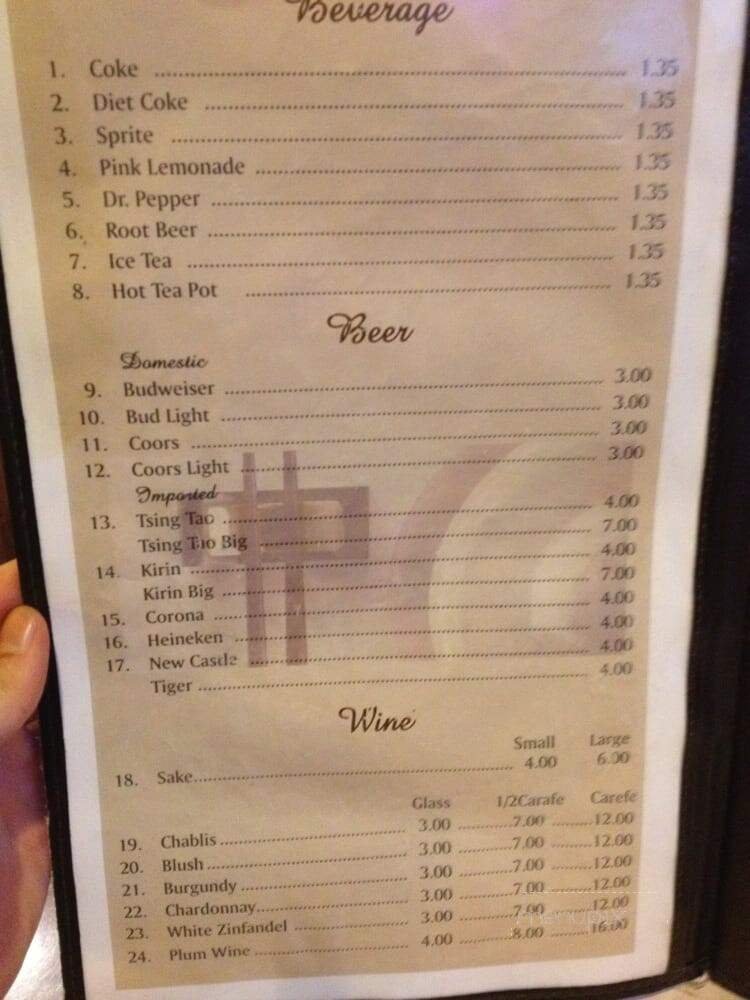 Beverage
1. Coke 1.35
2. Diet Coke 1.35
3. Sprite 1.35
4. Pink Lemonade 1.35
5. Dr. Pepper 1.35
6. Root Beer 1.35
7. Ice Tea 1.35
8. Hot Tea Pot 1.35
Beer
Domestic
9. Budweiser 3.00
10. Bud Light 3.00
11. Coors 3.00
12. Coors Light 3.00
Imported
13. Tsing Tao 4.00
Tsing Tao Big 7.00
14. Kirin 4.00
Kirin Big 7.00
15. Corona 4.00
16. Heineken 4.00
17. New Castle 4.00
Tiger 4.00
Wine
Small Large
18. Sake 4.00 6.00
Glass 1/2Carafe Carefe
19. Chablis 3.00 7.00 12.00
20. Blush 3.00 7.00 12.00
21. Burgundy 3.00 7.00 12.00
22. Chardonnay 3.00 7.00 12.00
23. White Zinfandel 3.00 7.00 12.00
24. Plum Wine 4.00 8.00 16.00